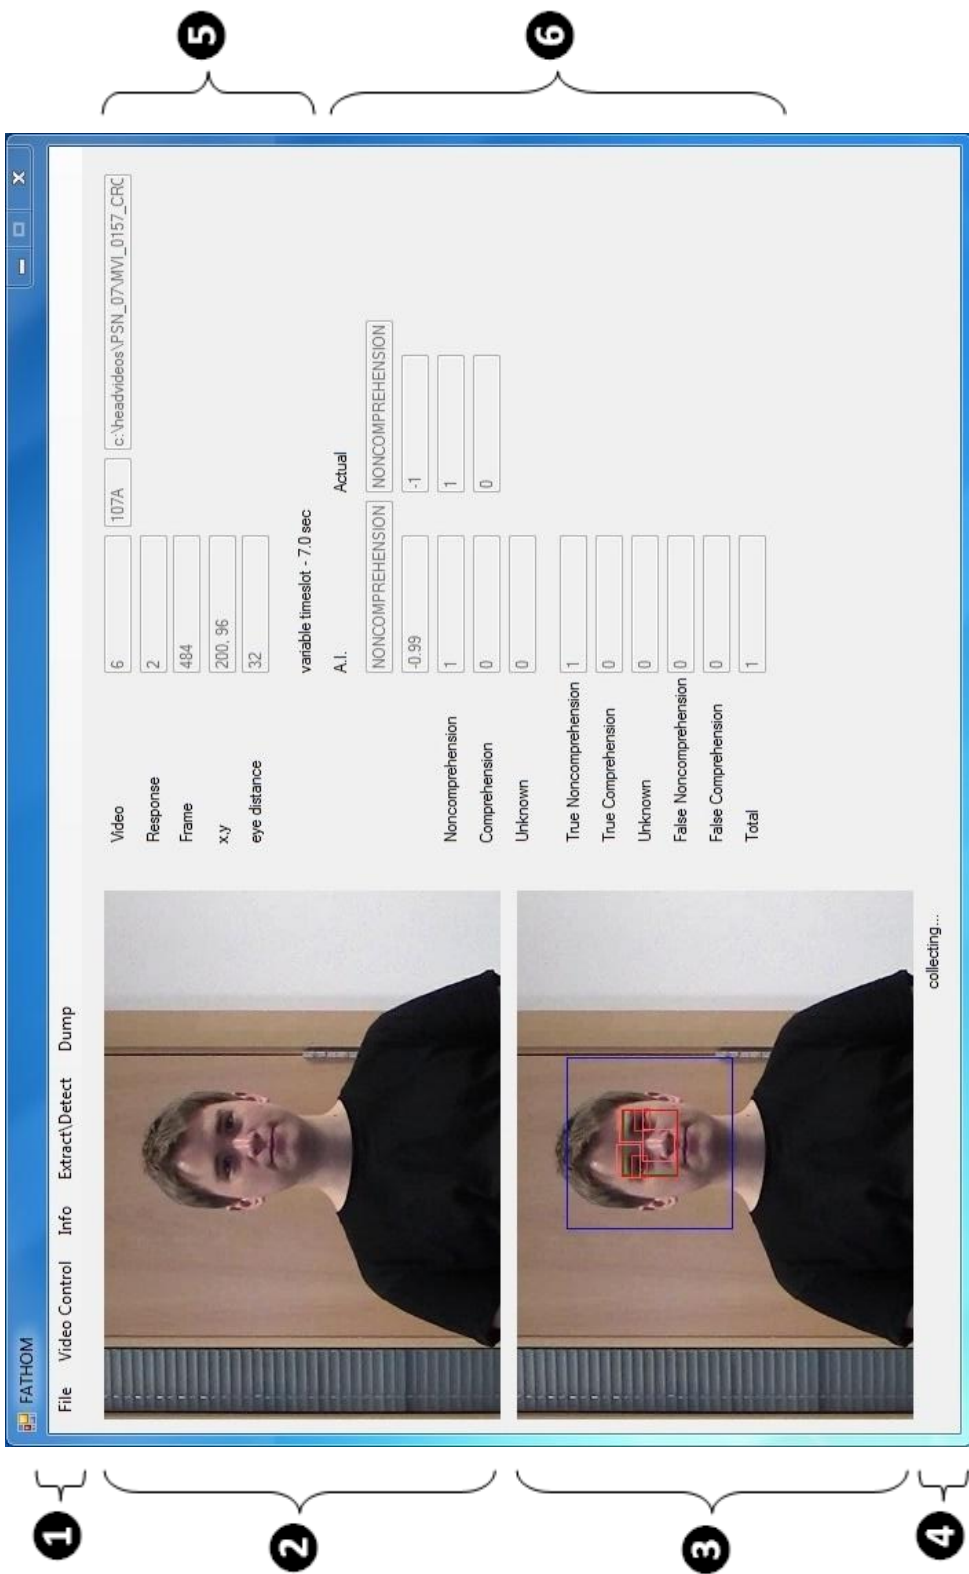 FATHOM
File Video Control Info Extract\Detect Dump
Video 6 107A c:\headvideos\PSN_07\MVI_0157_CRC
Response 2
Frame 484
x,y 200, 96
eye distance 32
variable timeslot - 7.0 sec
A.I. Actual
NONCOMPREHENSION NONCOMPREHENSION
-0.99 -1
Noncomprehension 1 1
Comprehension 0 0
Unknown 0
True Noncomprehension 1
True Comprehension 0
Unknown 0
False Noncomprehension 0
False Comprehension 0
Total 1
collecting...
1
2
3
4
5
6